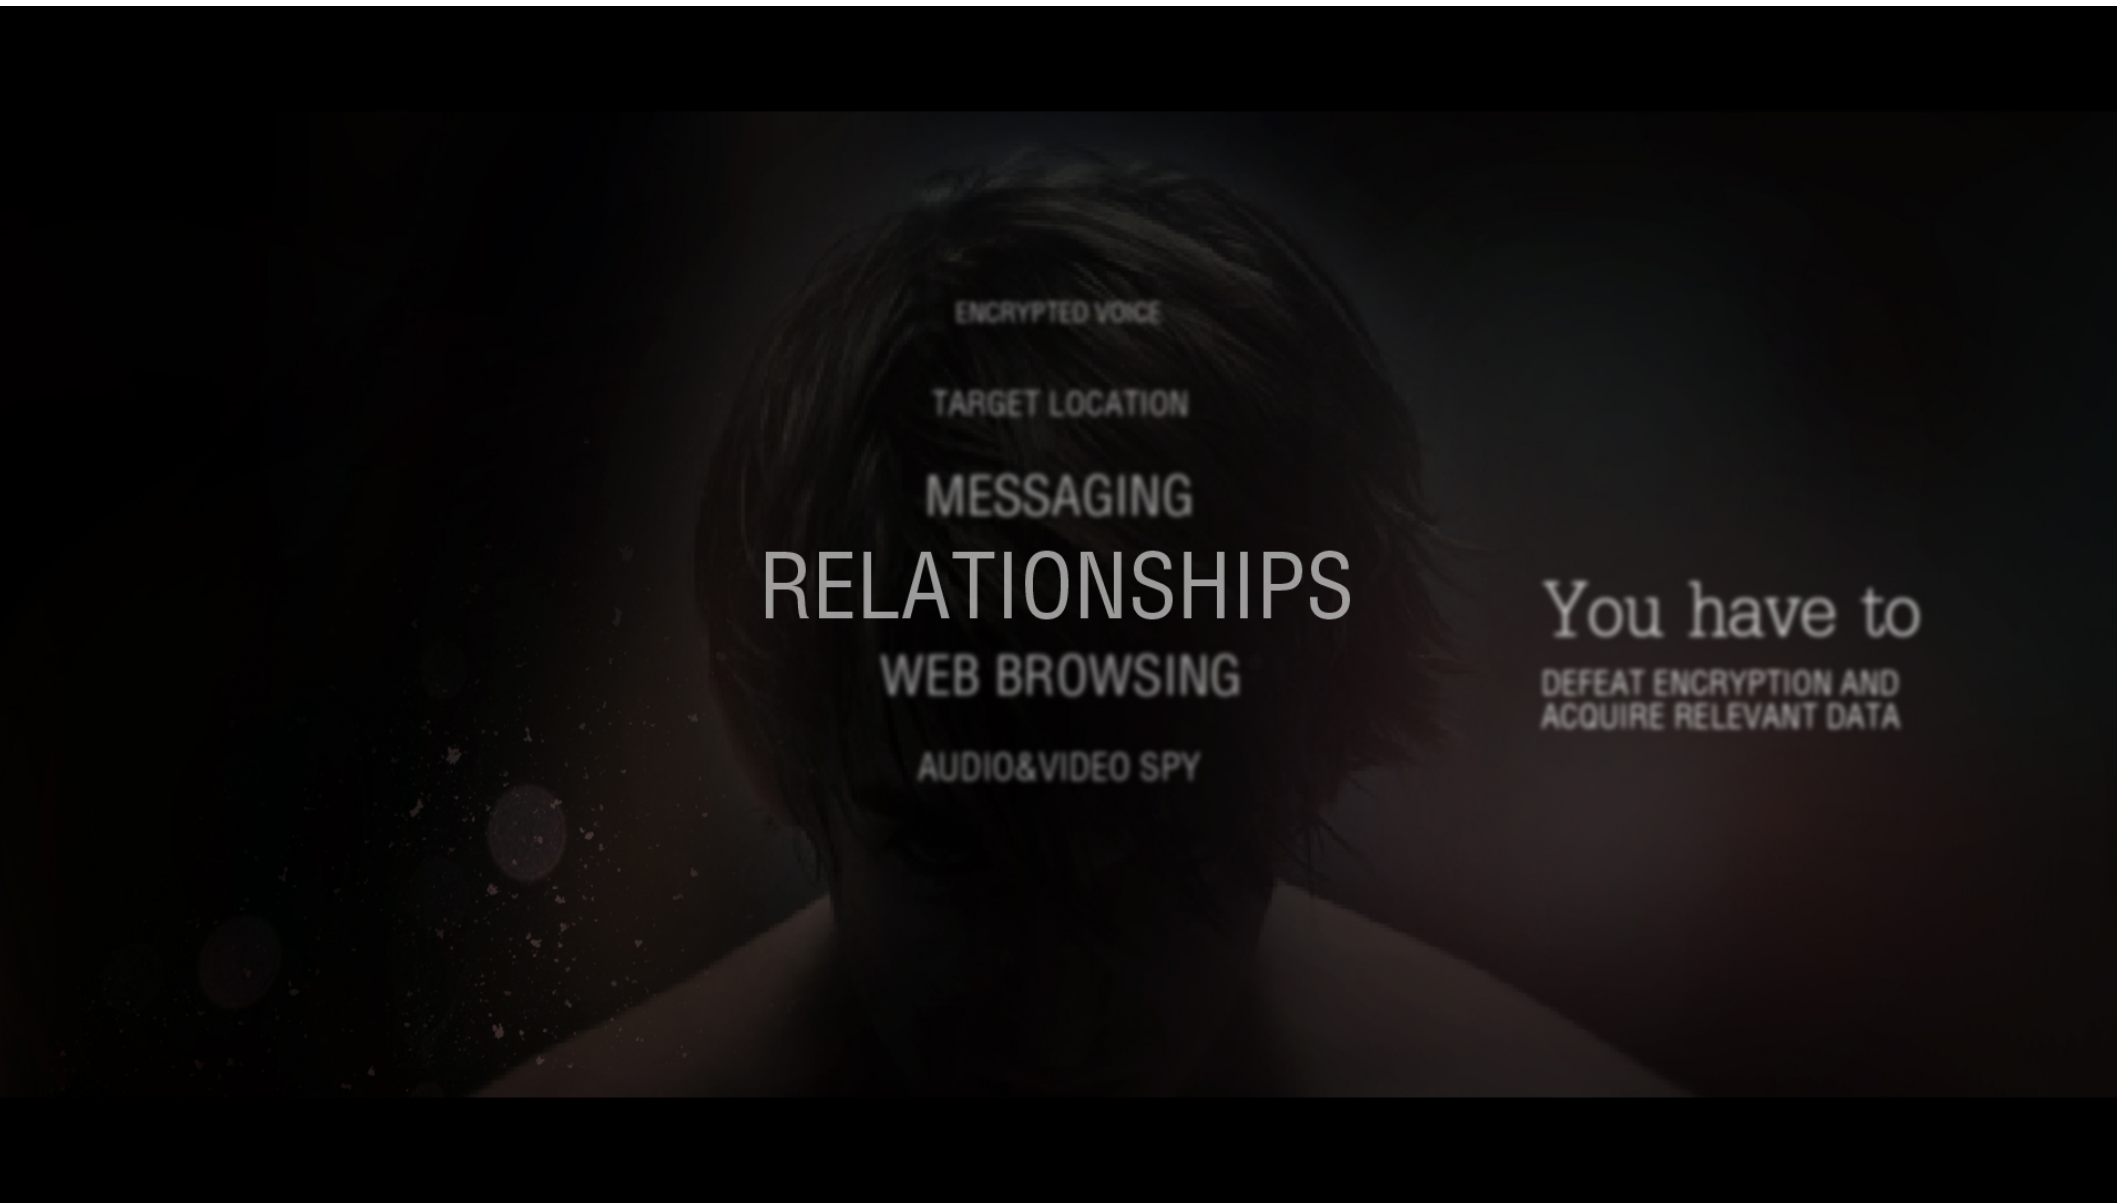 ENCRYPTED VOICE
TARGET LOCATION
MESSAGING
RELATIONSHIPS
WEB BROWSING
AUDIO&VIDEO SPY
You have to
DEFEAT ENCRYPTION AND
ACQUIRE RELEVANT DATA